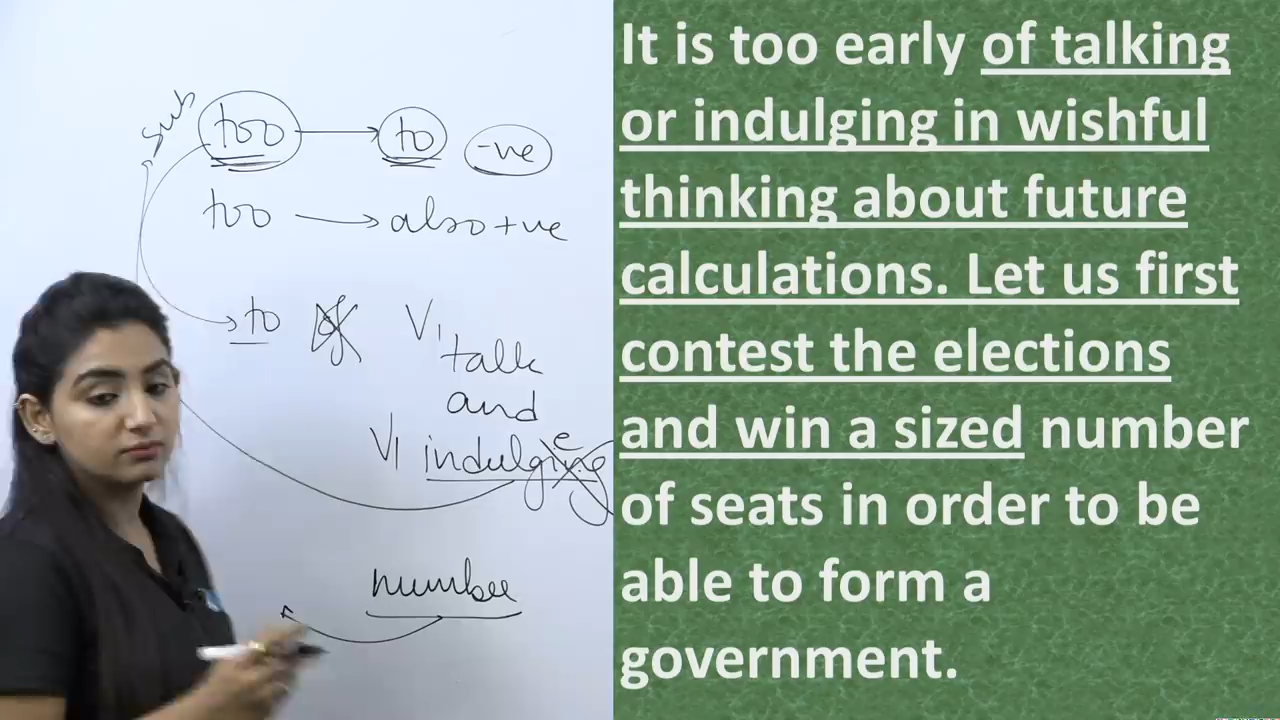 sub
too → to -ve
too → also +ve
to of V1
talk
and
V1 indulging e
number
It is too early of talking
or indulging in wishful
thinking about future
calculations. Let us first
contest the elections
and win a sized number
of seats in order to be
able to form a
government.